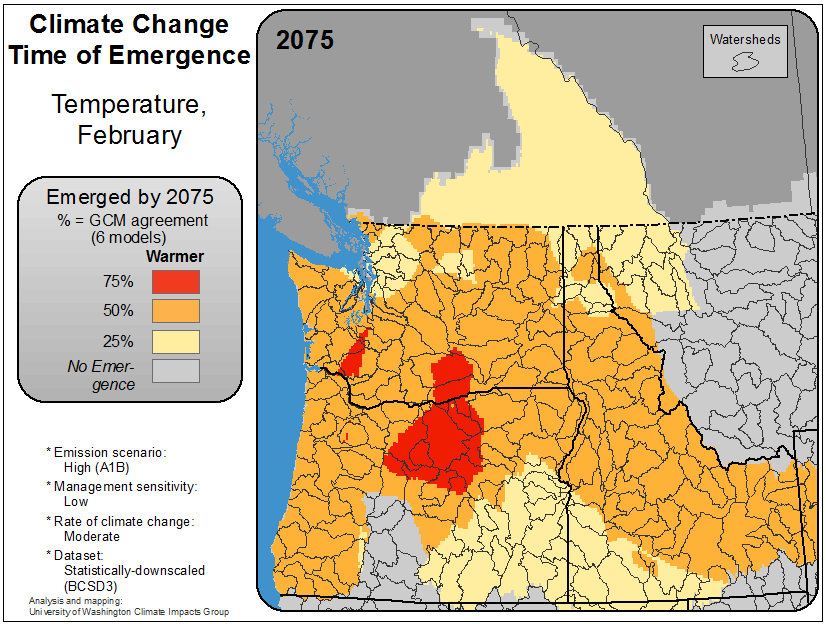 Climate Change
Time of Emergence
Temperature,
February
Emerged by 2075
% = GCM agreement
(6 models)
Warmer
75%
50%
25%
No Emer-
gence
* Emission scenario:
High (A1B)
* Management sensitivity:
Low
* Rate of climate change:
Moderate
* Dataset:
Statistically-downscaled
(BCSD3)
Analysis and mapping:
University of Washington Climate Impacts Group
2075
Watersheds